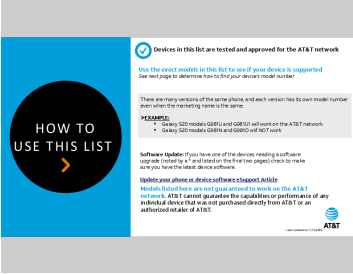 Devices in this list are tested and approved for the AT&T network
Use the exact models in this list to see if your device is supported
See next page to determine how to find your device's model number
There are many versions of the same phone, and each version has its own model number
even when the marketing name is the same.
>EXAMPLE:
• Galaxy S20 models G981U and G981U1 will work on the AT&T network
• Galaxy S20 models G981N and G981O will NOT work
HOW TO
USE THIS LIST
Software Update: If you have one of the devices needing a software
upgrade (noted by a * and listed on the final two pages) check to make
sure you have the latest device software.
Update your phone or device software eSupport Article
Models listed here are not guaranteed to work on the AT&T
network. AT&T cannot guarantee the capabilities or performance of any
individual device that was not purchased directly from AT&T or an
authorized retailer of AT&T.
AT&T